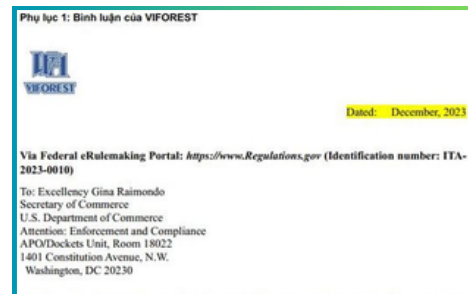 Phụ lục 1: Bình luận của VIFOREST
VIFOREST
Dated: December, 2023
Via Federal eRulemaking Portal: https://www.Regulations.gov (Identification number: ITA-
2023-0010)
To: Excellency Gina Raimondo
Secretary of Commerce
U.S. Department of Commerce
Attention: Enforcement and Compliance
APO/Dockets Unit, Room 18022
1401 Constitution Avenue, N.W.
Washington, DC 20230